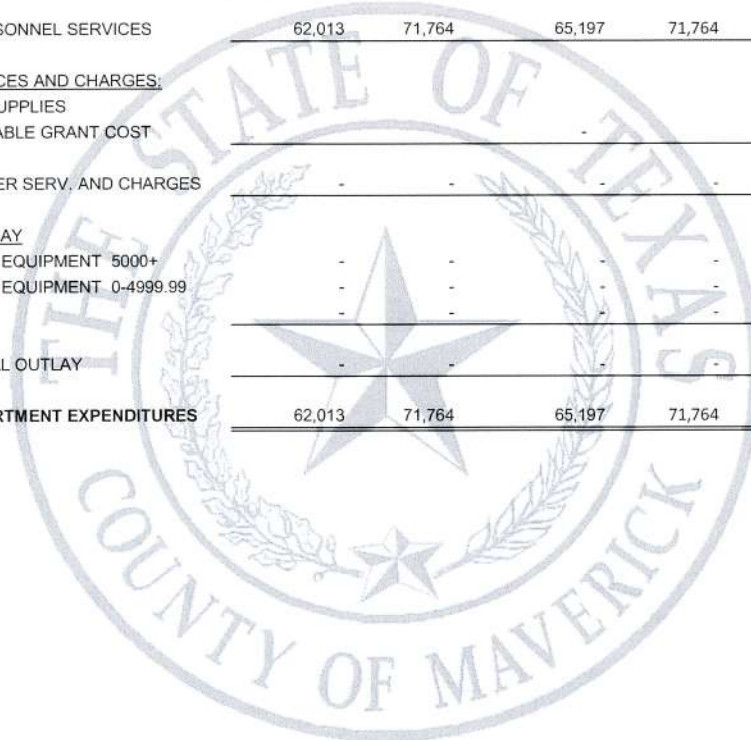 SONNEL SERVICES 62,013 71,764 65,197 71,764
CES AND CHARGES:
UPPLIES
ABLE GRANT COST -
ER SERV. AND CHARGES - - - -
AY
EQUIPMENT 5000+ - - - -
EQUIPMENT 0-4999.99 - - - -
- - - -
L OUTLAY - - - -
RTMENT EXPENDITURES 62,013 71,764 65,197 71,764
THE STATE OF TEXAS
COUNTY OF MAVERICK